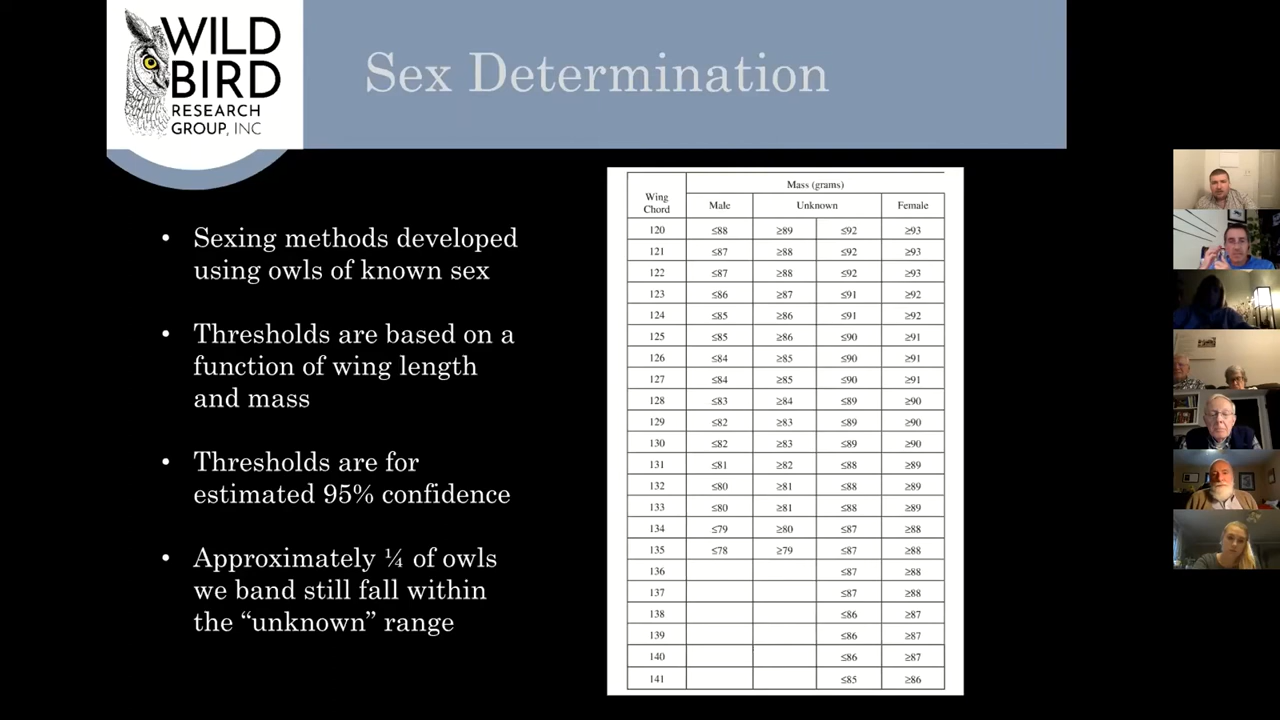 WILD
BIRD
RESEARCH
GROUP, INC
Sex Determination
• Sexing methods developed
using owls of known sex
• Thresholds are based on a
function of wing length
and mass
• Thresholds are for
estimated 95% confidence
• Approximately ¼ of owls
we band still fall within
the “unknown” range
Wing Chord Mass (grams)
Male Unknown Female
120 ≤88 ≥89 ≤92 ≥93
121 ≤87 ≥88 ≤92 ≥93
122 ≤87 ≥88 ≤92 ≥93
123 ≤86 ≥87 ≤91 ≥92
124 ≤85 ≥86 ≤91 ≥92
125 ≤85 ≥86 ≤90 ≥91
126 ≤84 ≥85 ≤90 ≥91
127 ≤84 ≥85 ≤90 ≥91
128 ≤83 ≥84 ≤89 ≥90
129 ≤82 ≥83 ≤89 ≥90
130 ≤82 ≥83 ≤89 ≥90
131 ≤81 ≥82 ≤88 ≥89
132 ≤80 ≥81 ≤88 ≥89
133 ≤80 ≥81 ≤88 ≥89
134 ≤79 ≥80 ≤87 ≥88
135 ≤78 ≥79 ≤87 ≥88
136 ≤87 ≥88
137 ≤87 ≥88
138 ≤86 ≥87
139 ≤86 ≥87
140 ≤86 ≥87
141 ≤85 ≥86